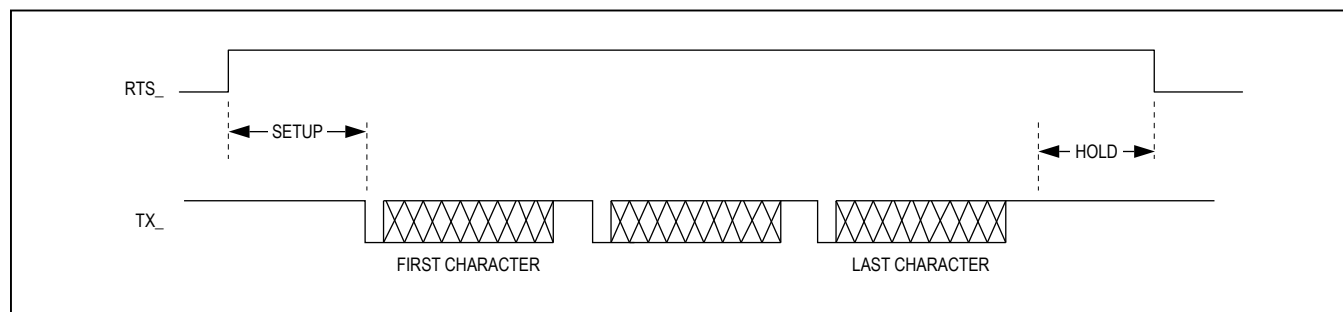 RTS_
SETUP
HOLD
TX_
FIRST CHARACTER
LAST CHARACTER